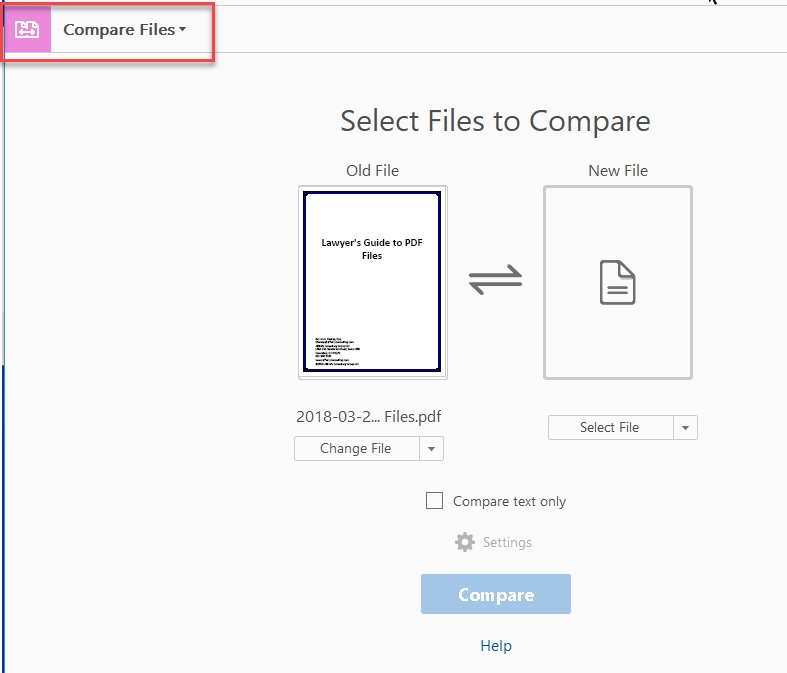 Compare Files
Select Files to Compare
Old File
New File
Lawyer's Guide to PDF
Files
2018-03-2... Files.pdf
Change File
Select File
Compare text only
Settings
Compare
Help